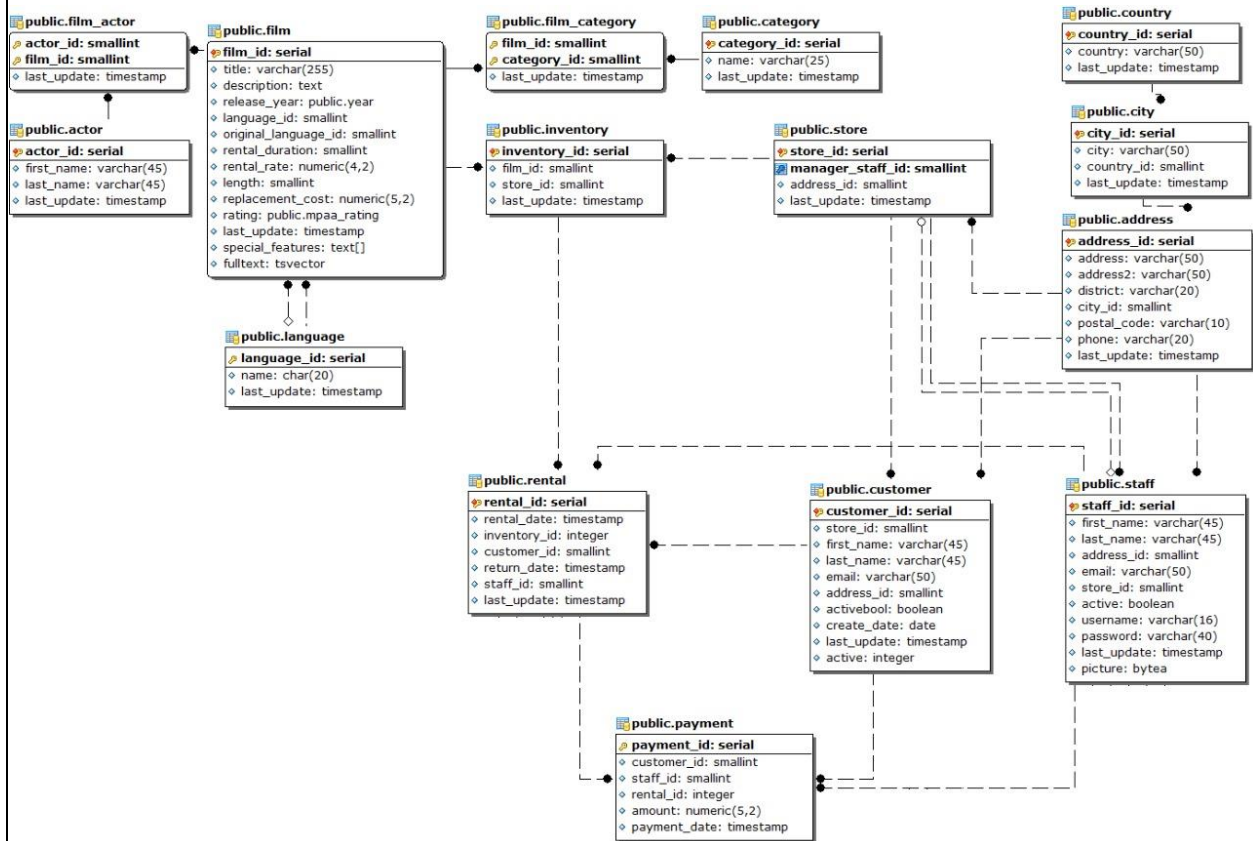 public.film_actor
actor_id: smallint
film_id: smallint
last_update: timestamp
public.film
film_id: serial
title: varchar(255)
description: text
release_year: public.year
language_id: smallint
original_language_id: smallint
rental_duration: smallint
rental_rate: numeric(4,2)
length: smallint
replacement_cost: numeric(5,2)
rating: public.mpaa_rating
last_update: timestamp
special_features: text[]
fulltext: tsvector
public.film_category
film_id: smallint
category_id: smallint
last_update: timestamp
public.category
category_id: serial
name: varchar(25)
last_update: timestamp
public.country
country_id: serial
country: varchar(50)
last_update: timestamp
public.actor
actor_id: serial
first_name: varchar(45)
last_name: varchar(45)
last_update: timestamp
public.inventory
inventory_id: serial
film_id: smallint
store_id: smallint
last_update: timestamp
public.store
store_id: serial
manager_staff_id: smallint
address_id: smallint
last_update: timestamp
public.city
city_id: serial
city: varchar(50)
country_id: smallint
last_update: timestamp
public.address
address_id: serial
address: varchar(50)
address2: varchar(50)
district: varchar(20)
city_id: smallint
postal_code: varchar(10)
phone: varchar(20)
last_update: timestamp
public.language
language_id: serial
name: char(20)
last_update: timestamp
public.rental
rental_id: serial
rental_date: timestamp
inventory_id: integer
customer_id: smallint
return_date: timestamp
staff_id: smallint
last_update: timestamp
public.customer
customer_id: serial
store_id: smallint
first_name: varchar(45)
last_name: varchar(45)
email: varchar(50)
address_id: smallint
activebool: boolean
create_date: date
last_update: timestamp
active: integer
public.staff
staff_id: serial
first_name: varchar(45)
last_name: varchar(45)
address_id: smallint
email: varchar(50)
store_id: smallint
active: boolean
username: varchar(16)
password: varchar(40)
last_update: timestamp
picture: bytea
public.payment
payment_id: serial
customer_id: smallint
staff_id: smallint
rental_id: integer
amount: numeric(5,2)
payment_date: timestamp